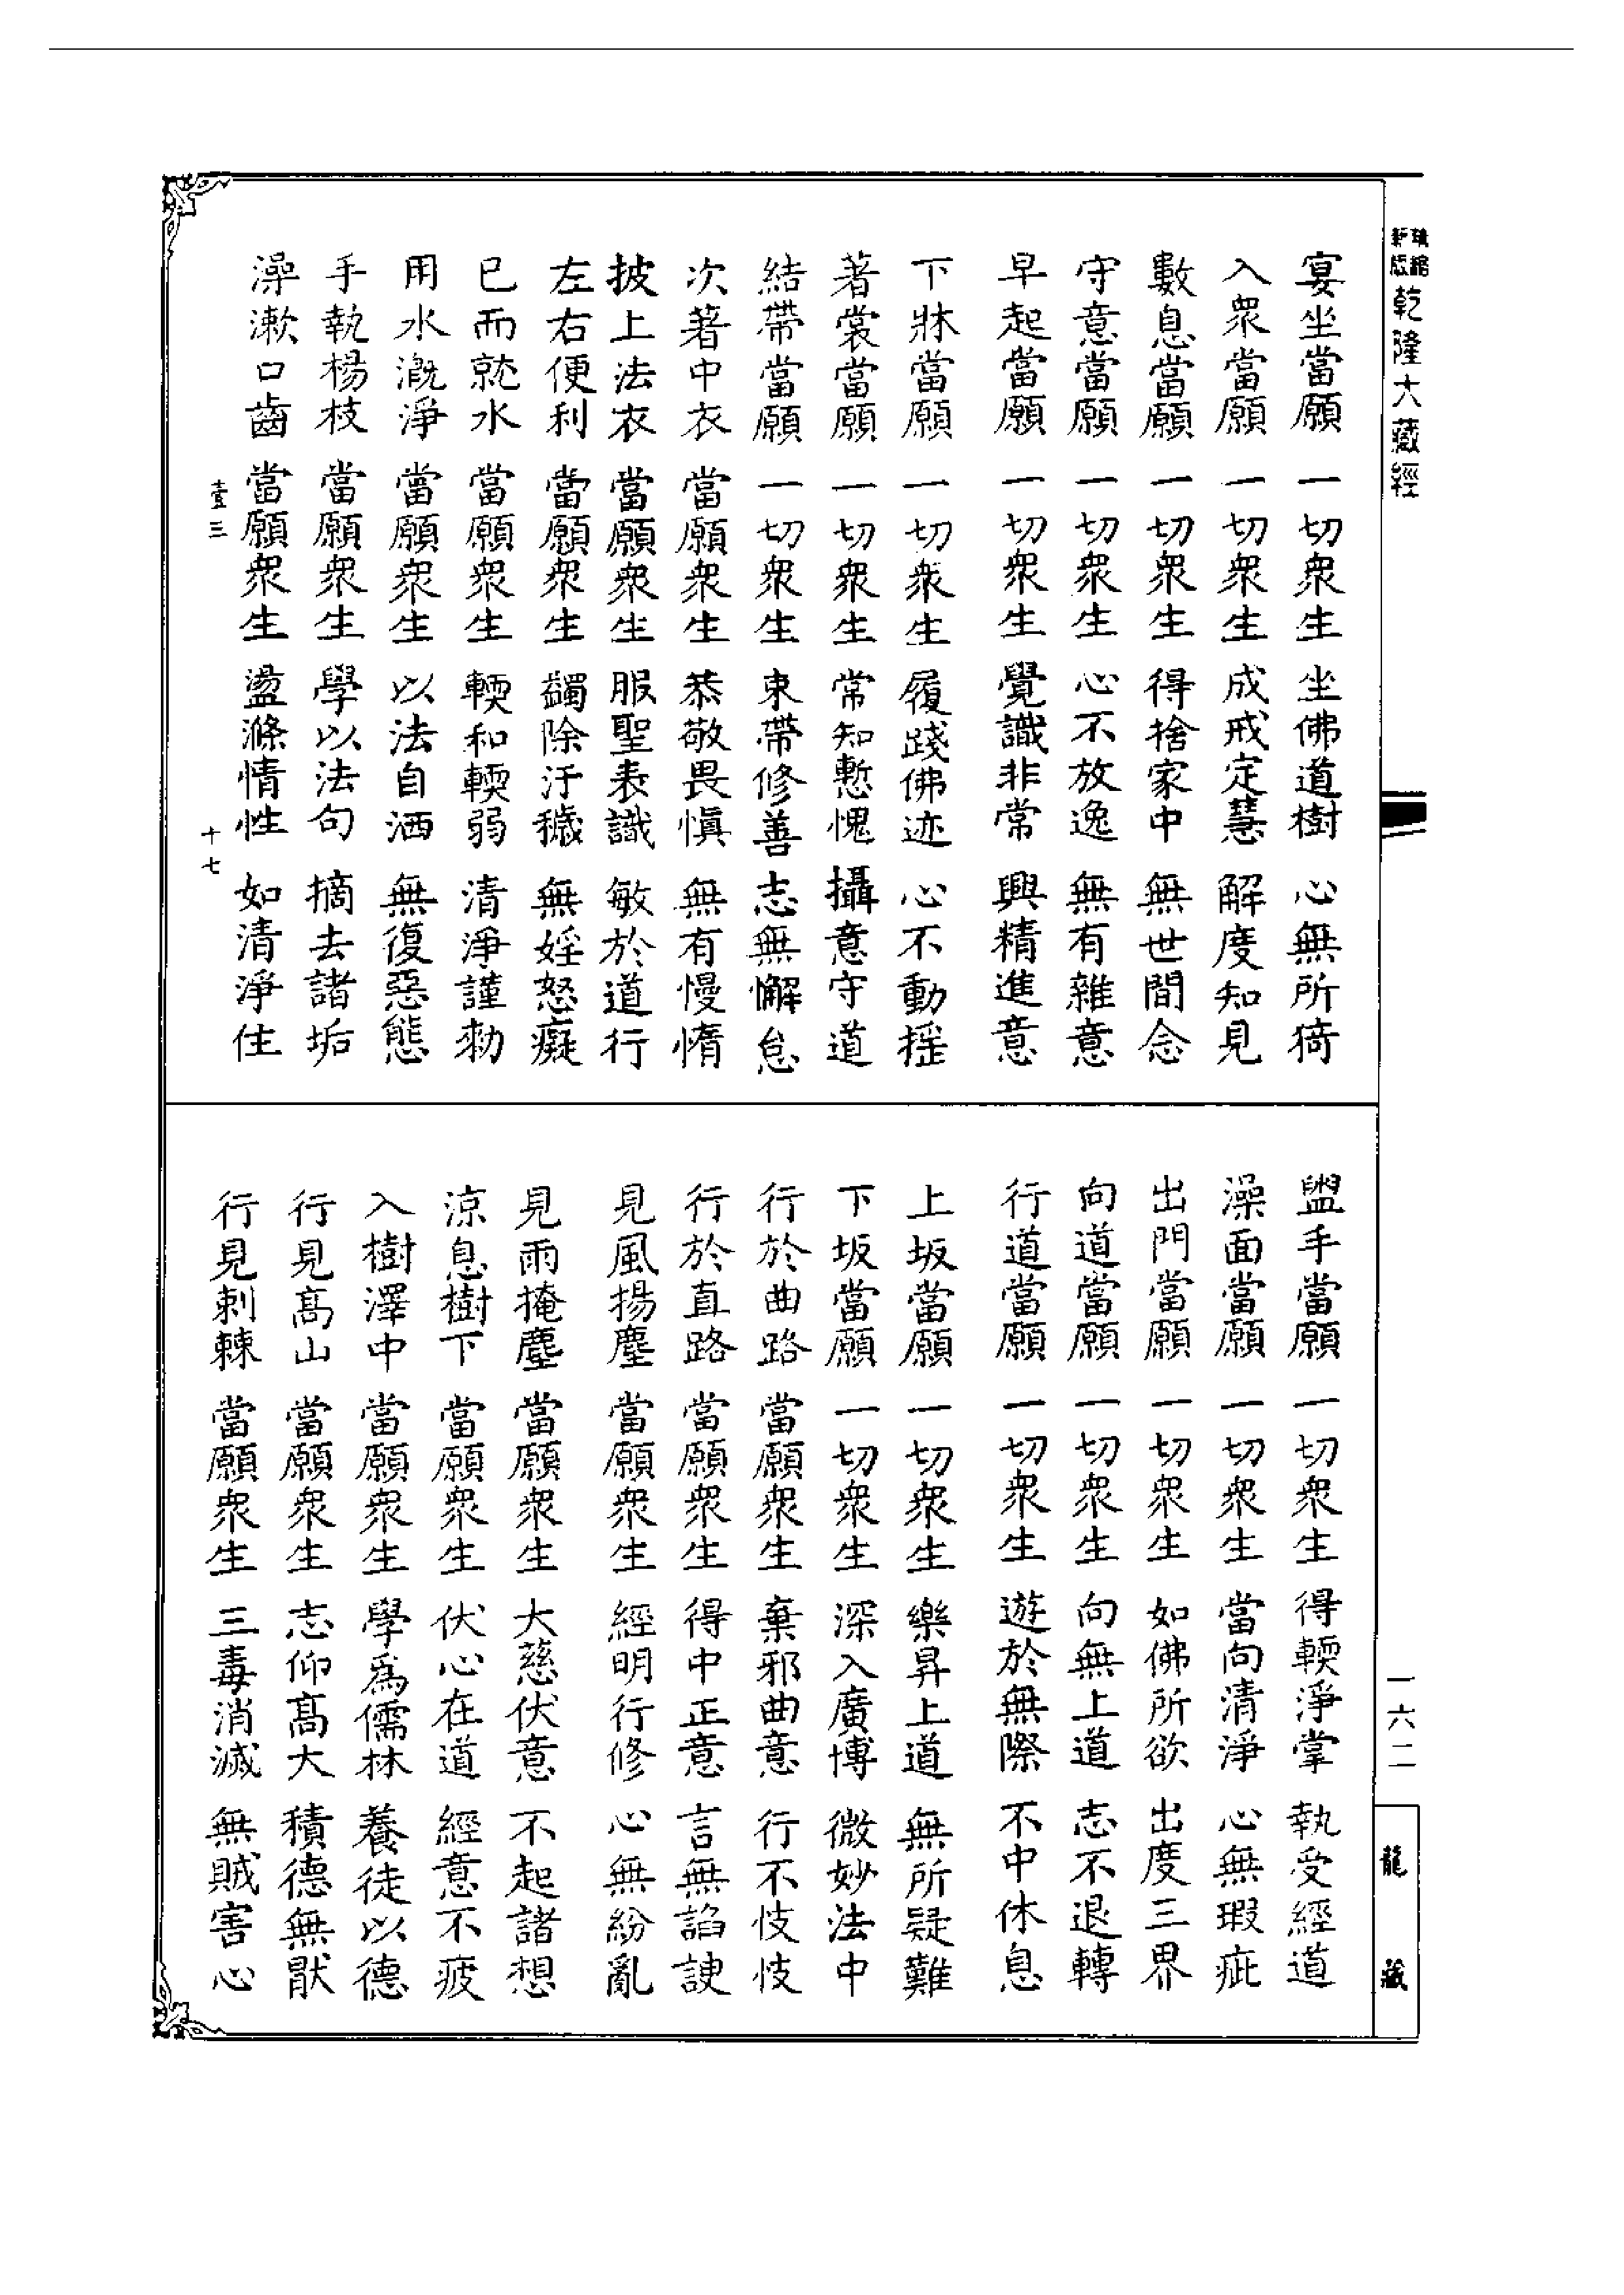 乾隆大藏經
宴坐當願 一切衆生 坐佛道樹 心無所猗
入衆當願 一切衆生 成戒定慧 解度知見
數息當願 一切衆生 得捨家中 無世間念
守意當願 一切衆生 心不放逸 無有雜意
早起當願 一切衆生 覺識非常 興精進意
下牀當願 一切衆生 履踐佛迹 心不動揺
著裳當願 一切衆生 常知慙愧 攝意守道
結帶當願 一切衆生 束帶修善 志無懈怠
次著中衣 當願衆生 恭敬畏愼 無有慢惰
披上法衣 當願衆生 服聖表識 敏於道行
左右便利 當願衆生 蠲除汙穢 無婬怒癡
已而就水 當願衆生 輭和輭弱 清淨謹勑
用水漑淨 當願衆生 以法自洒 無復惡態
手執楊枝 當願衆生 學以法句 摘去諸垢
澡漱口齒 當願衆生 盪滌情性 如清淨住
壹三 十七
盥手當願 一切衆生 得輭淨掌 執受經道
澡面當願 一切衆生 當向清淨 心無瑕疵
出門當願 一切衆生 如佛所欲 出度三界
向道當願 一切衆生 向無上道 志不退轉
行道當願 一切衆生 遊於無際 不中休息
上坂當願 一切衆生 樂昇上道 無所疑難
下坂當願 一切衆生 深入廣博 微妙法中
行於曲路 當願衆生 棄邪曲意 行不忮忮
行於直路 當願衆生 得中正意 言無諂諛
見風揚塵 當願衆生 經明行修 心無紛亂
見雨掩塵 當願衆生 大慈伏意 不起諸想
涼息樹下 當願衆生 伏心在道 經意不疲
入樹澤中 當願衆生 學爲儒林 養徒以德
行見髙山 當願衆生 志仰髙大 積德無猒
行見刺棘 當願衆生 三毒消滅 無賊害心
一六二
龍藏